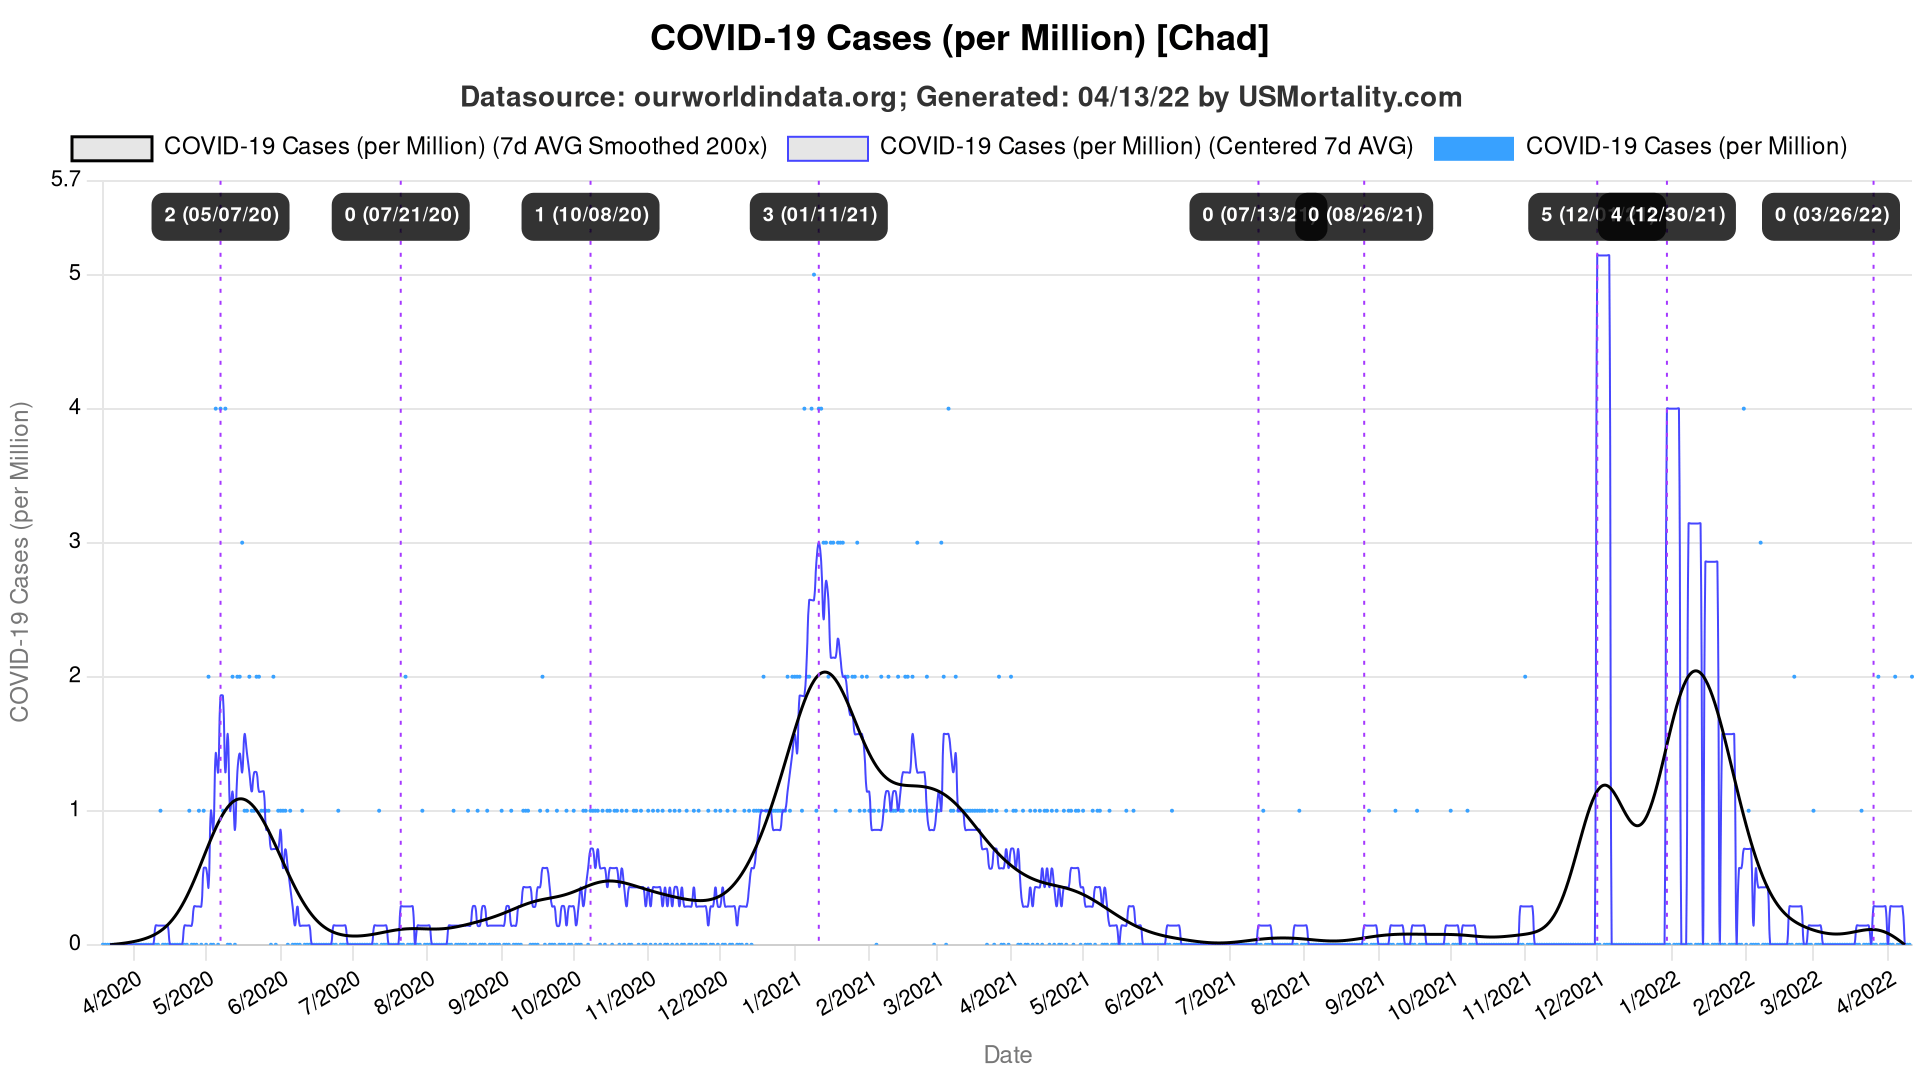 COVID-19 Cases (per Million) [Chad]
Datasource: ourworldindata.org; Generated: 04/13/22 by USMortality.com
COVID-19 Cases (per Million) (7d AVG Smoothed 200x) COVID-19 Cases (per Million) (Centered 7d AVG) COVID-19 Cases (per Million)
5.7
2 (05/07/20) 0 (07/21/20) 1 (10/08/20) 3 (01/11/21) 0 (07/13/21 0 (08/26/21) 5 (12/ 4 (12/30/21) 0 (03/26/22)
5
4
3
2
1
0
COVID-19 Cases (per Million)
4/2020 5/2020 6/2020 7/2020 8/2020 9/2020 10/2020 11/2020 12/2020 1/2021 2/2021 3/2021 4/2021 5/2021 6/2021 7/2021 8/2021 9/2021 10/2021 11/2021 12/2021 1/2022 2/2022 3/2022 4/2022
Date